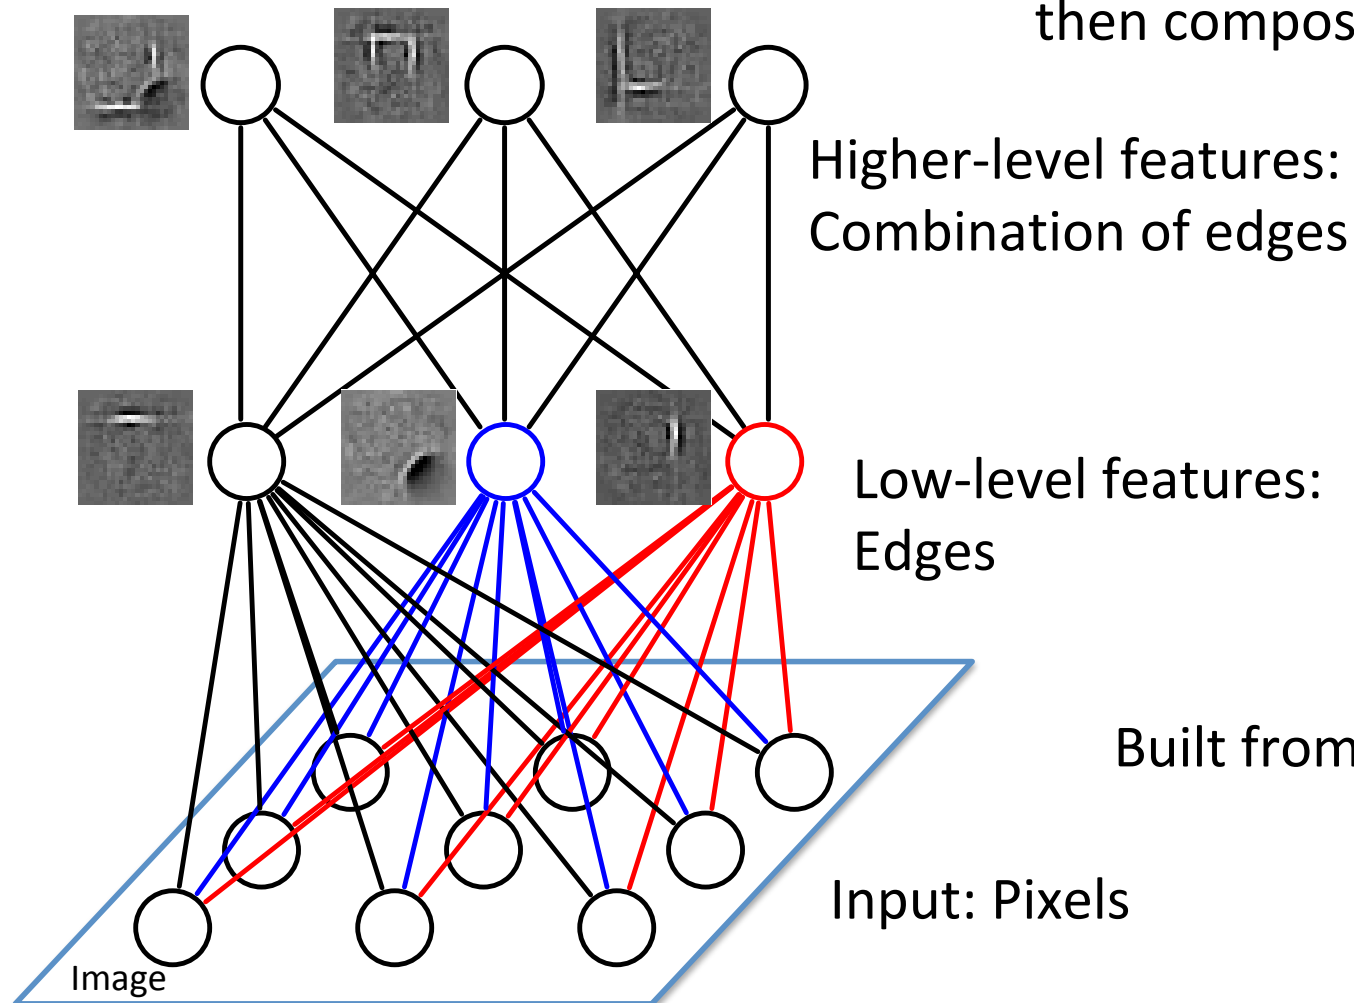 then compos
Higher-level features:
Combination of edges
Low-level features:
Edges
Built from
Input: Pixels
Image